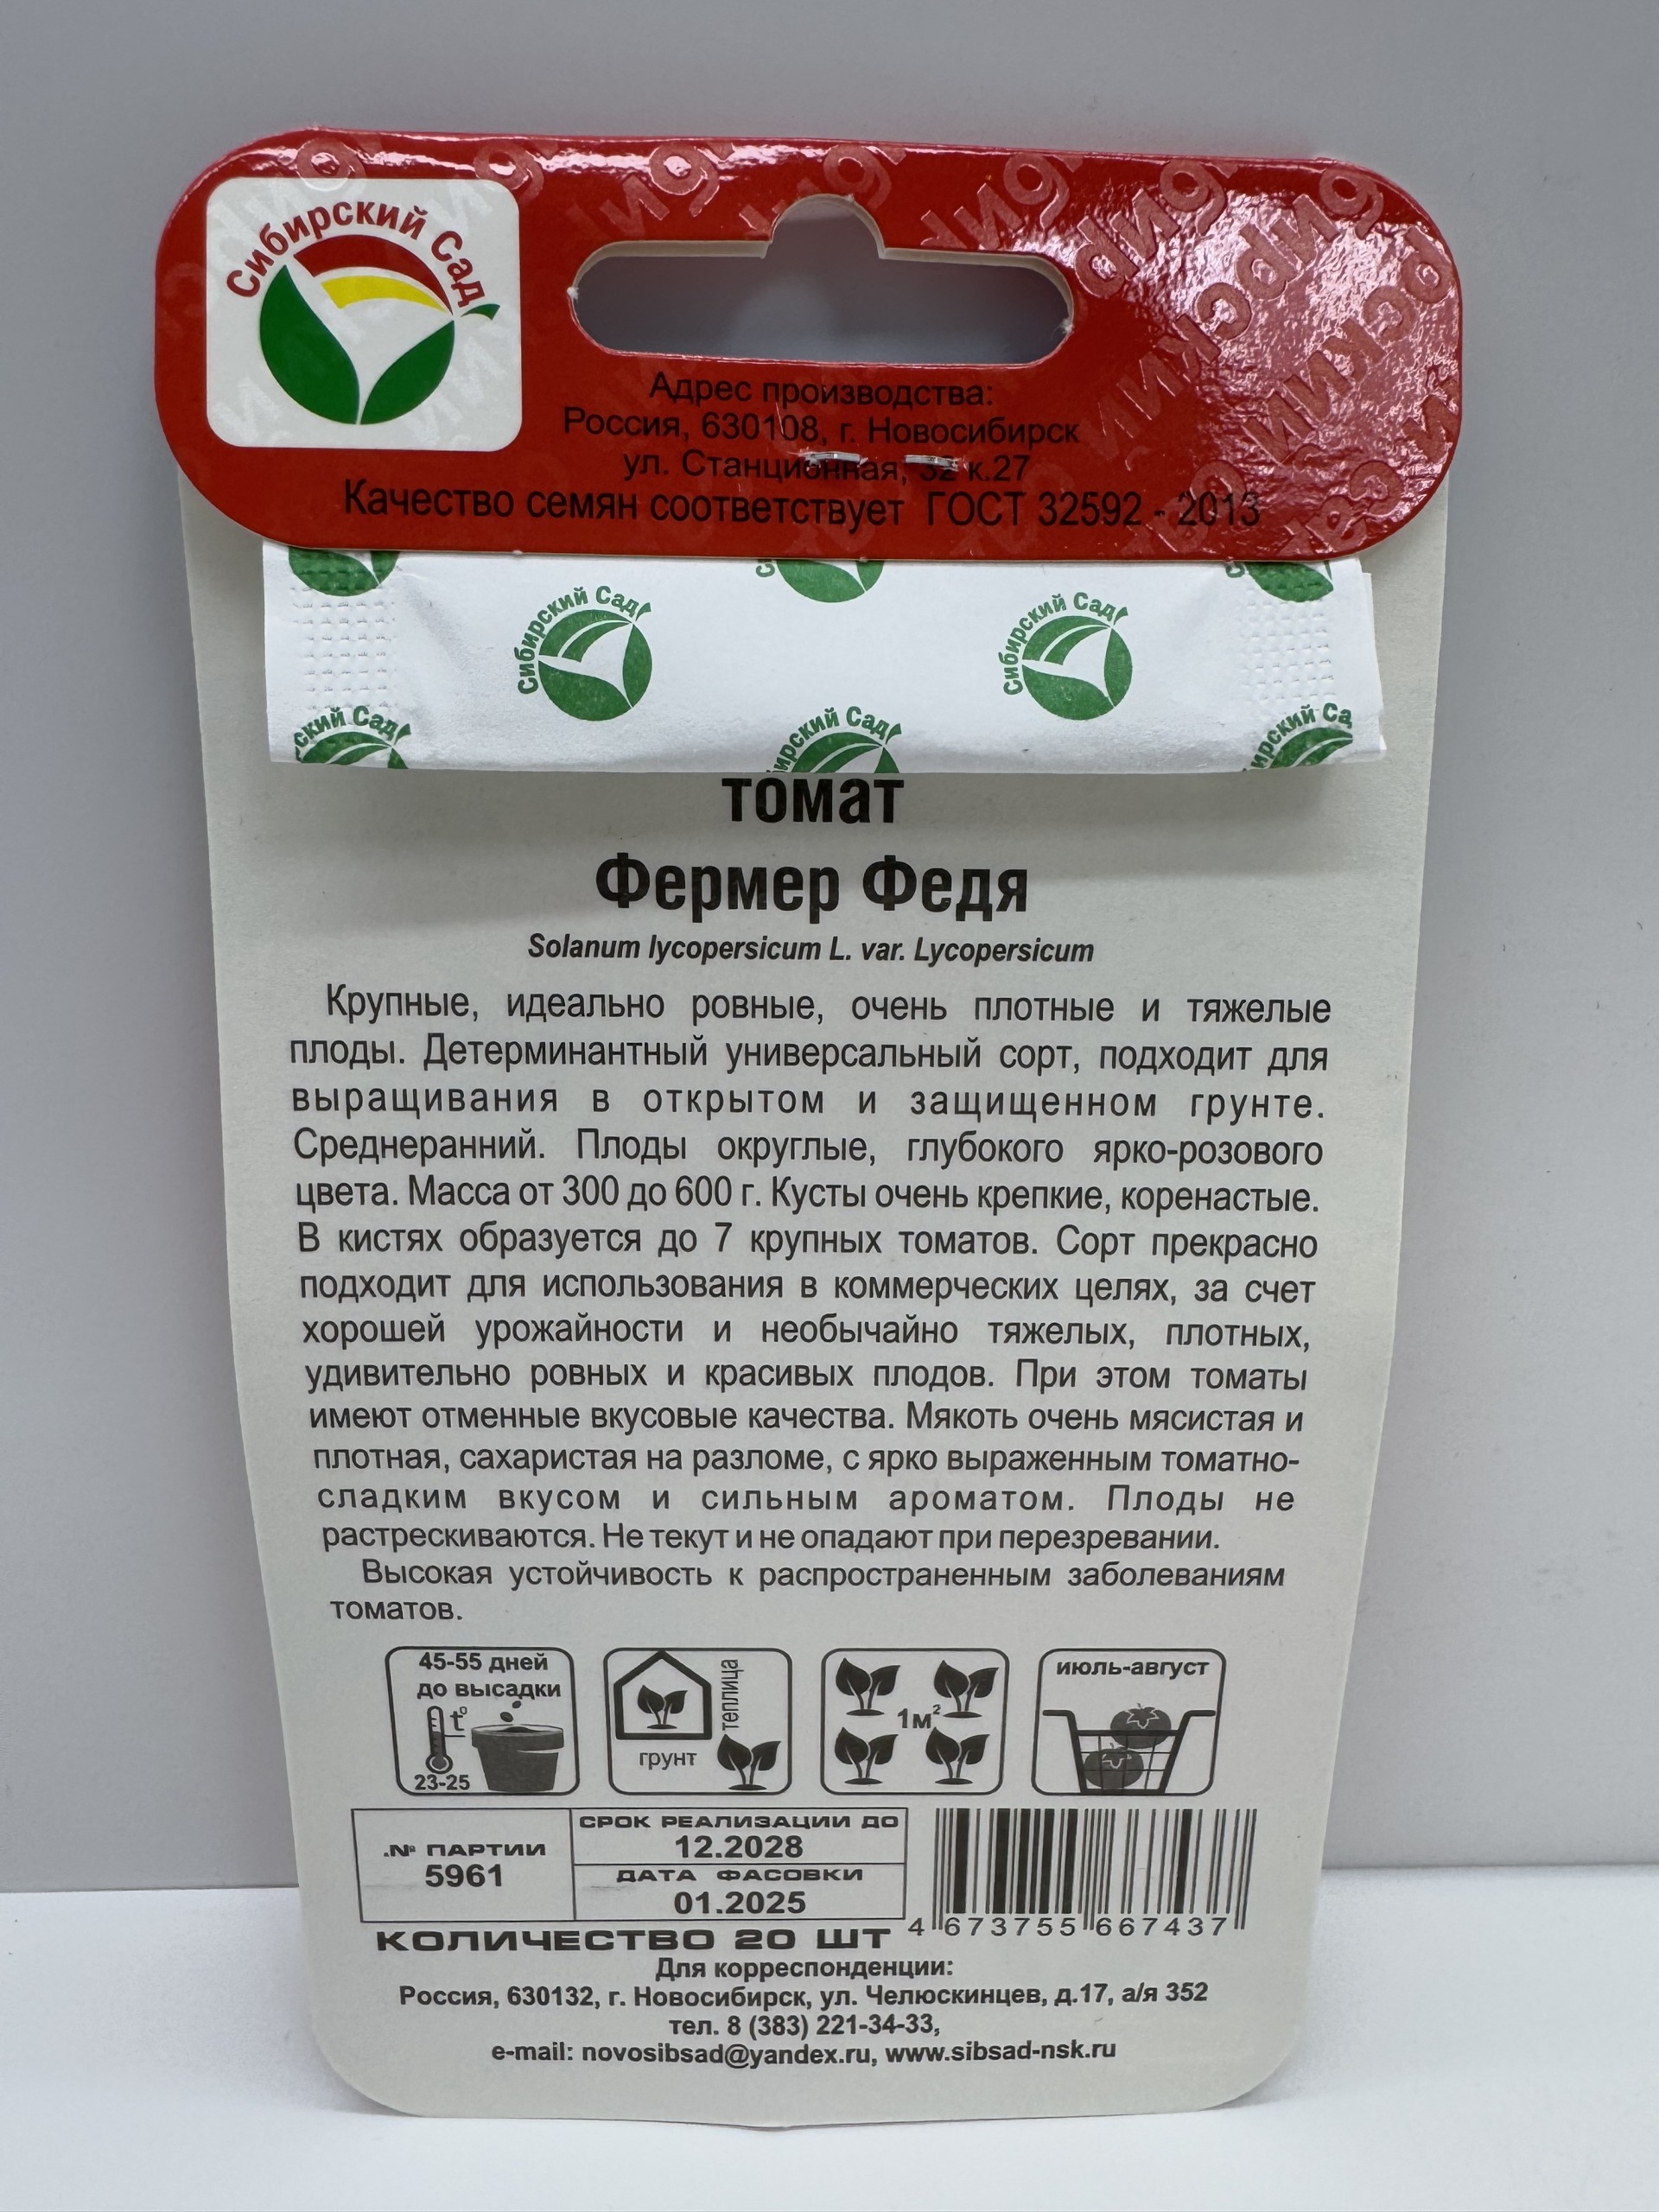 Сибирский Сад
Адрес производства:
Россия, 630108, г. Новосибирск
ул. Станционная, 32 к.27
Качество семян соответствует ГОСТ 32592 - 2013
Сибирский Сад
Сибирский Сад
томат
Фермер Федя
Solanum lycopersicum L. var. Lycopersicum
Крупные, идеально ровные, очень плотные и тяжелые
плоды. Детерминантный универсальный сорт, подходит для
выращивания в открытом и защищенном грунте.
Среднеранний. Плоды округлые, глубокого ярко-розового
цвета. Масса от 300 до 600 г. Кусты очень крепкие, коренастые.
В кистях образуется до 7 крупных томатов. Сорт прекрасно
подходит для использования в коммерческих целях, за счет
хорошей урожайности и необычайно тяжелых, плотных,
удивительно ровных и красивых плодов. При этом томаты
имеют отменные вкусовые качества. Мякоть очень мясистая и
плотная, сахаристая на разломе, с ярко выраженным томатно-
сладким вкусом и сильным ароматом. Плоды не
растрескиваются. Не текут и не опадают при перезревании.
Высокая устойчивость к распространенным заболеваниям
томатов.
45-55 дней
до высадки
t°
23-25
теплица
грунт
1м²
июль-август
№ ПАРТИИ
5961
СРОК РЕАЛИЗАЦИИ ДО
12.2028
ДАТА ФАСОВКИ
01.2025
4 673755 667437
КОЛИЧЕСТВО 20 ШТ
Для корреспонденции:
Россия, 630132, г. Новосибирск, ул. Челюскинцев, д.17, а/я 352
тел. 8 (383) 221-34-33,
e-mail: novosibsad@yandex.ru, www.sibsad-nsk.ru